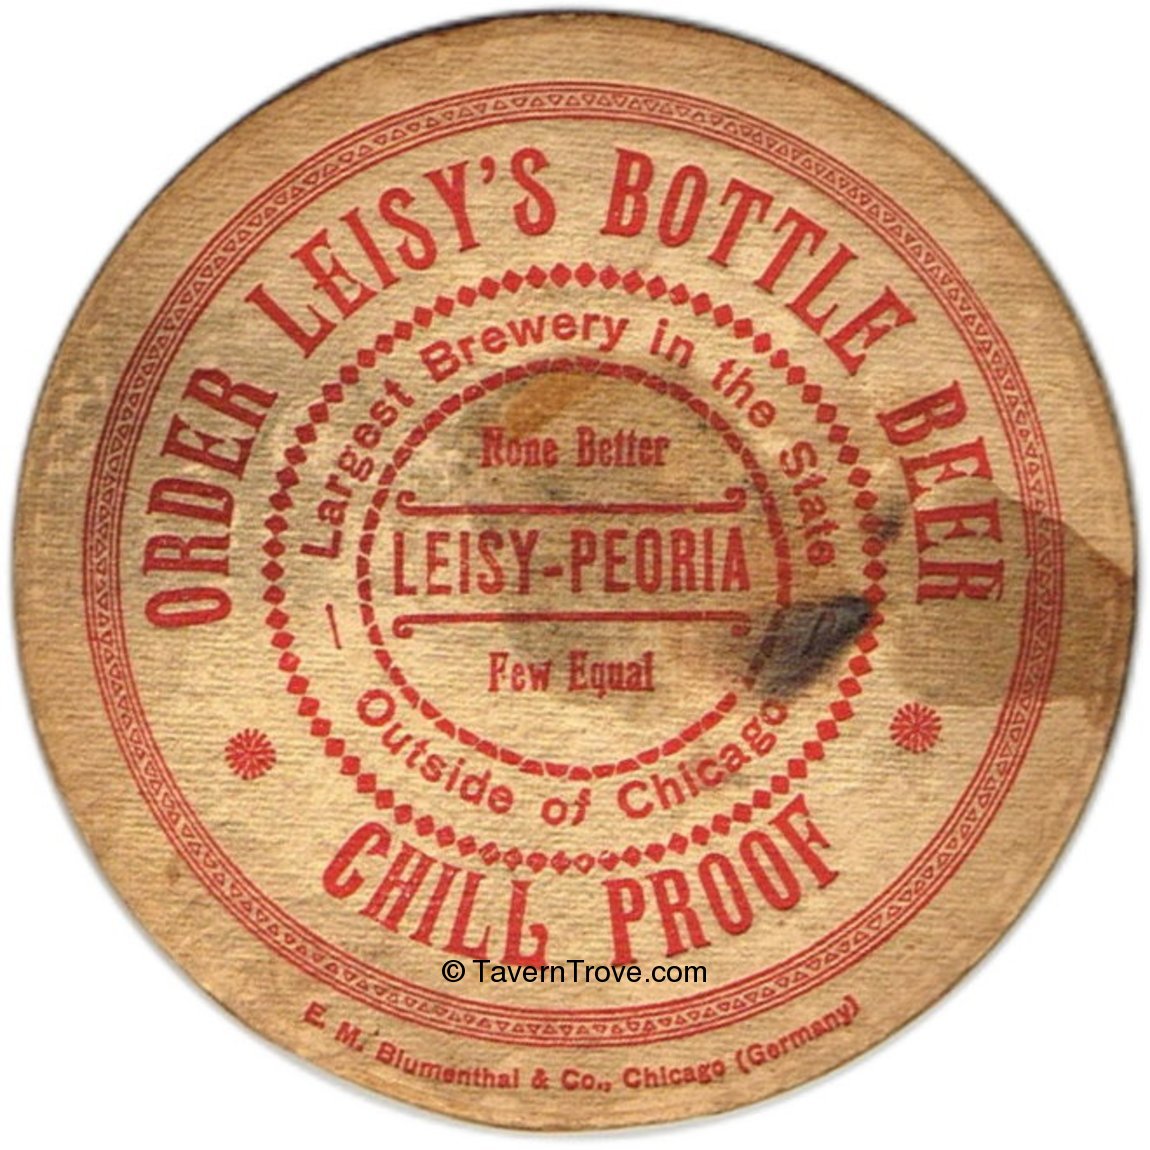 ORDER LEISY'S BOTTLE BEER
Largest Brewery in the State
None Better
LEISY-PEORIA
Few Equal
Outside of Chicago
CHILL PROOF
© TavernTrove.com
E. M. Blumenthal & Co., Chicago (Germany)